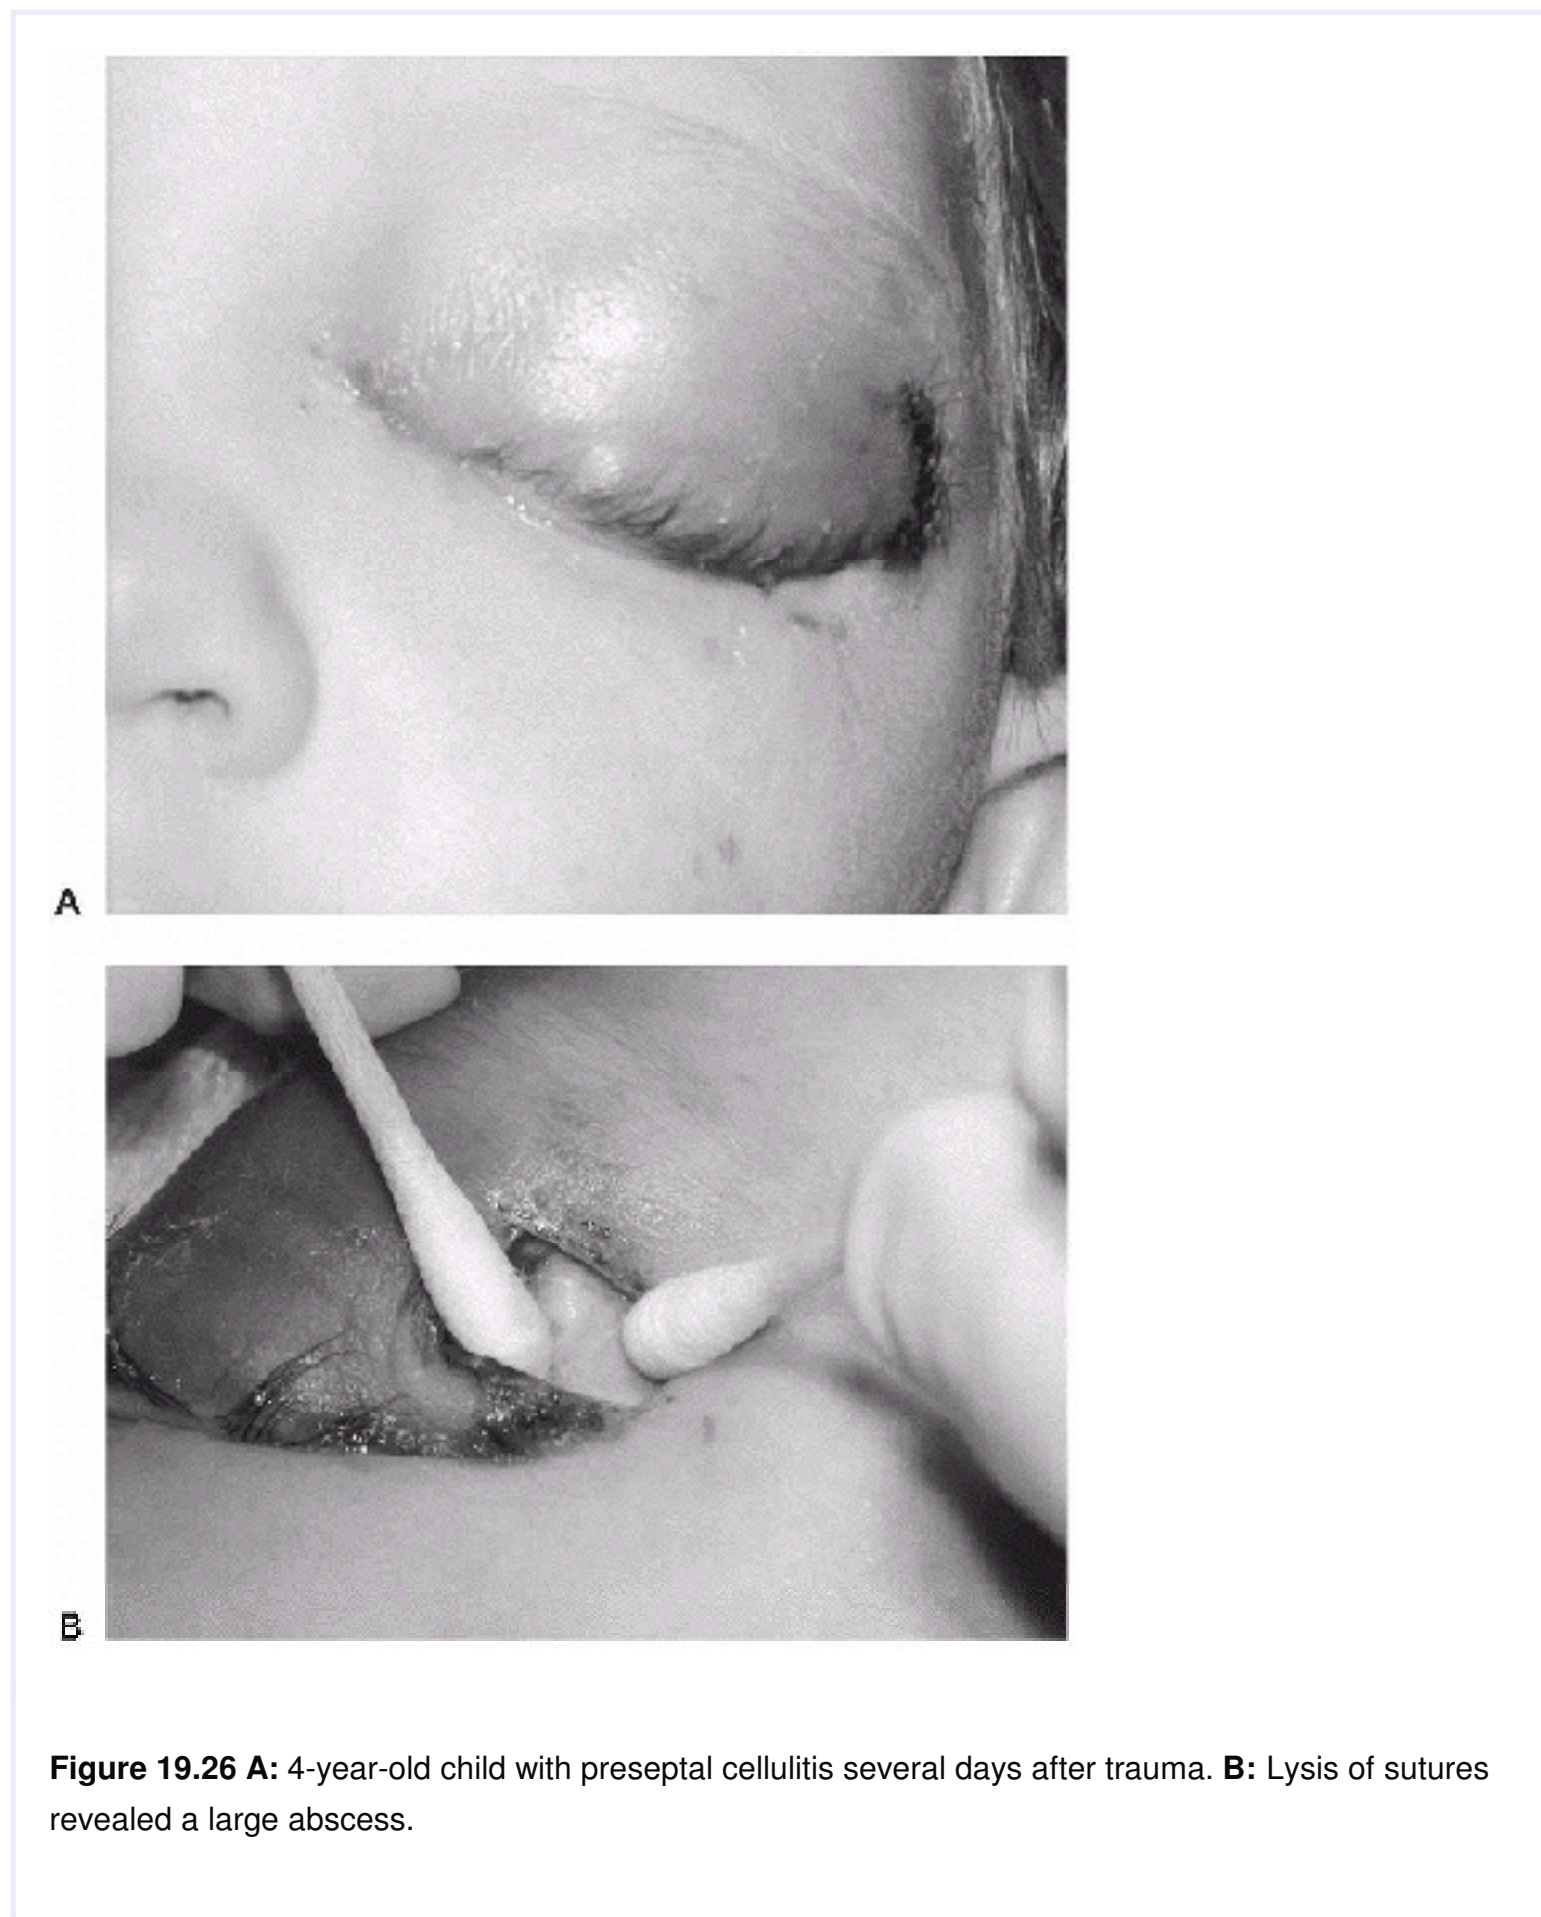 A
B
Figure 19.26 A: 4-year-old child with preseptal cellulitis several days after trauma. B: Lysis of sutures
revealed a large abscess.